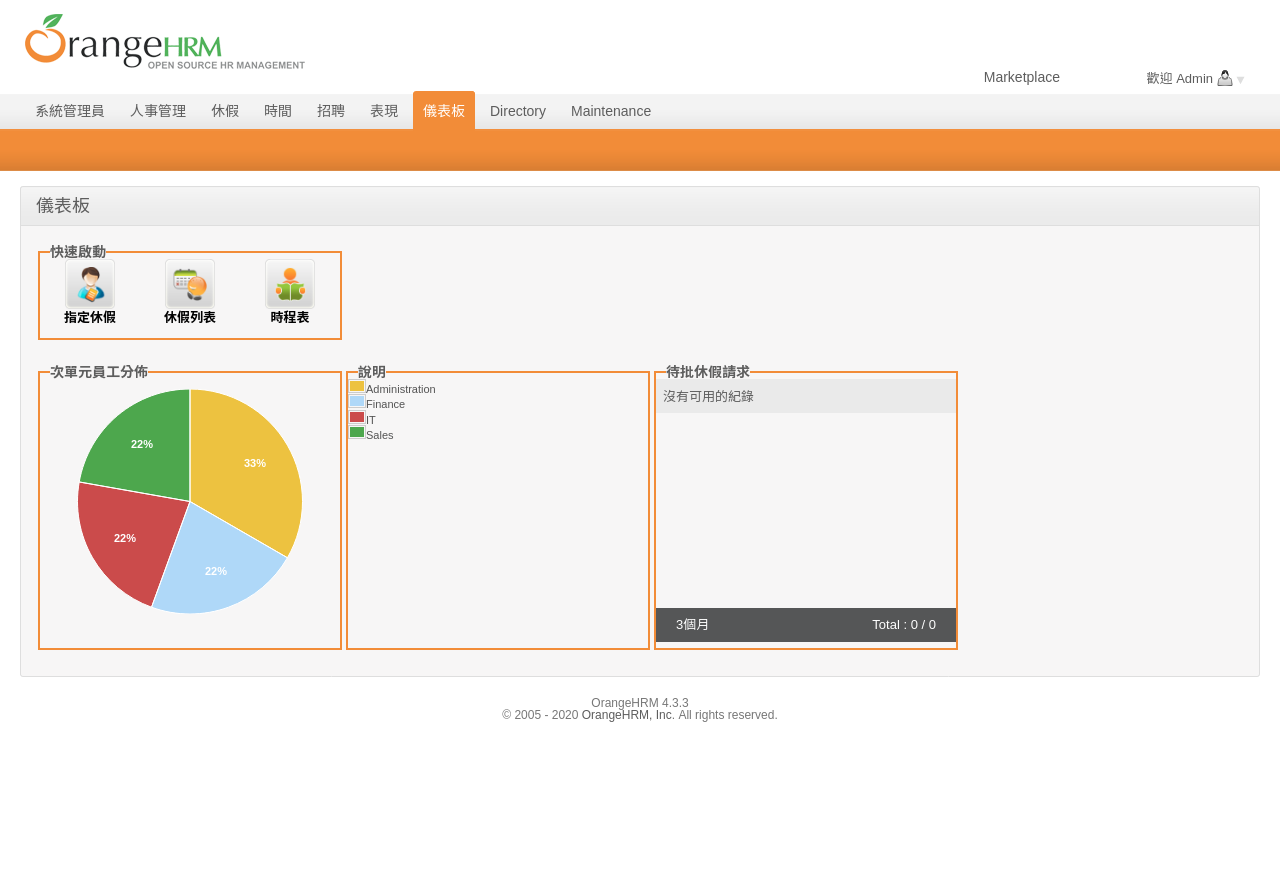 OrangeHRM
OPEN SOURCE HR MANAGEMENT
Marketplace
歡迎 Admin
系統管理員 人事管理 休假 時間 招聘 表現 儀表板 Directory Maintenance
儀表板
快速啟動
指定休假 休假列表 時程表
次單元員工分佈
22%
33%
22%
22%
說明
Administration
Finance
IT
Sales
待批休假請求
沒有可用的紀錄
3個月 Total : 0 / 0
OrangeHRM 4.3.3
© 2005 - 2020 OrangeHRM, Inc. All rights reserved.